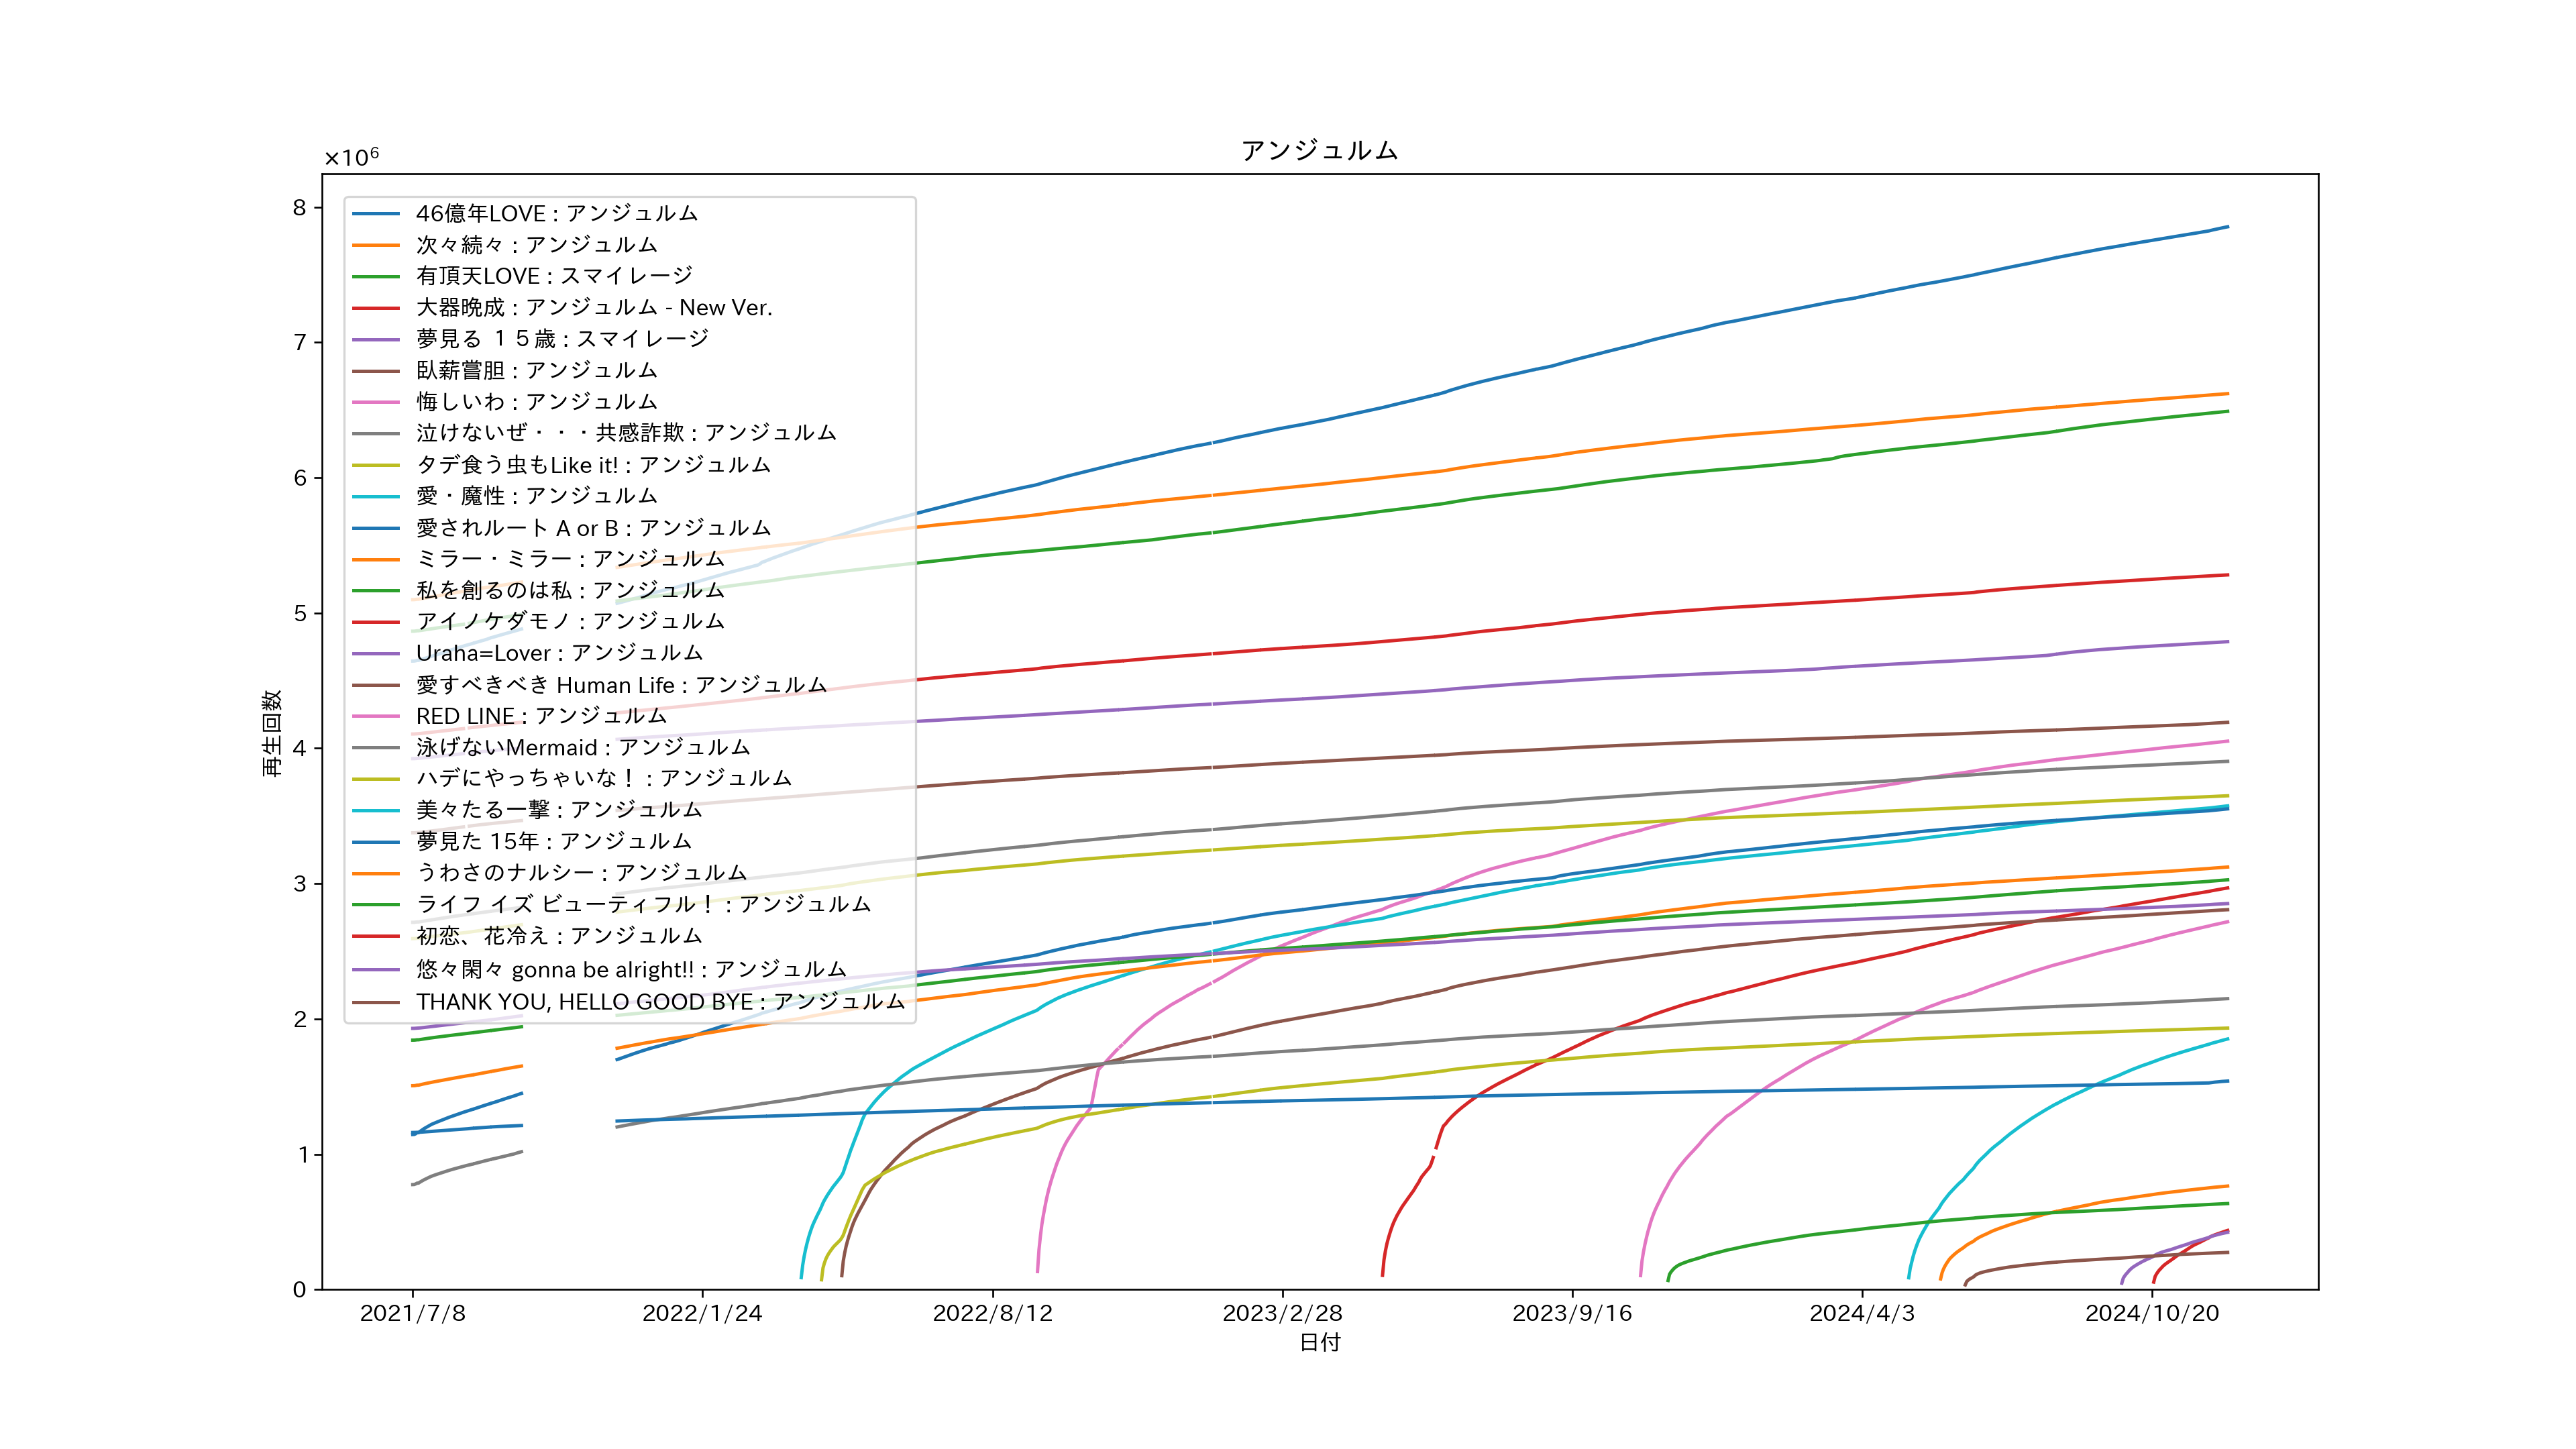 アンジュルム
×10⁶
8
7
6
5
4
3
2
1
0
再生回数
46億年LOVE : アンジュルム
次々続々 : アンジュルム
有頂天LOVE : スマイレージ
大器晩成 : アンジュルム - New Ver.
夢見る １５歳 : スマイレージ
臥薪嘗胆 : アンジュルム
悔しいわ : アンジュルム
泣けないぜ・・・共感詐欺 : アンジュルム
タデ食う虫もLike it! : アンジュルム
愛・魔性 : アンジュルム
愛されルート A or B : アンジュルム
ミラー・ミラー : アンジュルム
私を創るのは私 : アンジュルム
アイノケダモノ : アンジュルム
Uraha=Lover : アンジュルム
愛すべきべき Human Life : アンジュルム
RED LINE : アンジュルム
泳げないMermaid : アンジュルム
ハデにやっちゃいな！ : アンジュルム
美々たる一撃 : アンジュルム
夢見た 15年 : アンジュルム
うわさのナルシー : アンジュルム
ライフ イズ ビューティフル！ : アンジュルム
初恋、花冷え : アンジュルム
悠々閑々 gonna be alright!! : アンジュルム
THANK YOU, HELLO GOOD BYE : アンジュルム
2021/7/8 2022/1/24 2022/8/12 2023/2/28 2023/9/16 2024/4/3 2024/10/20
日付